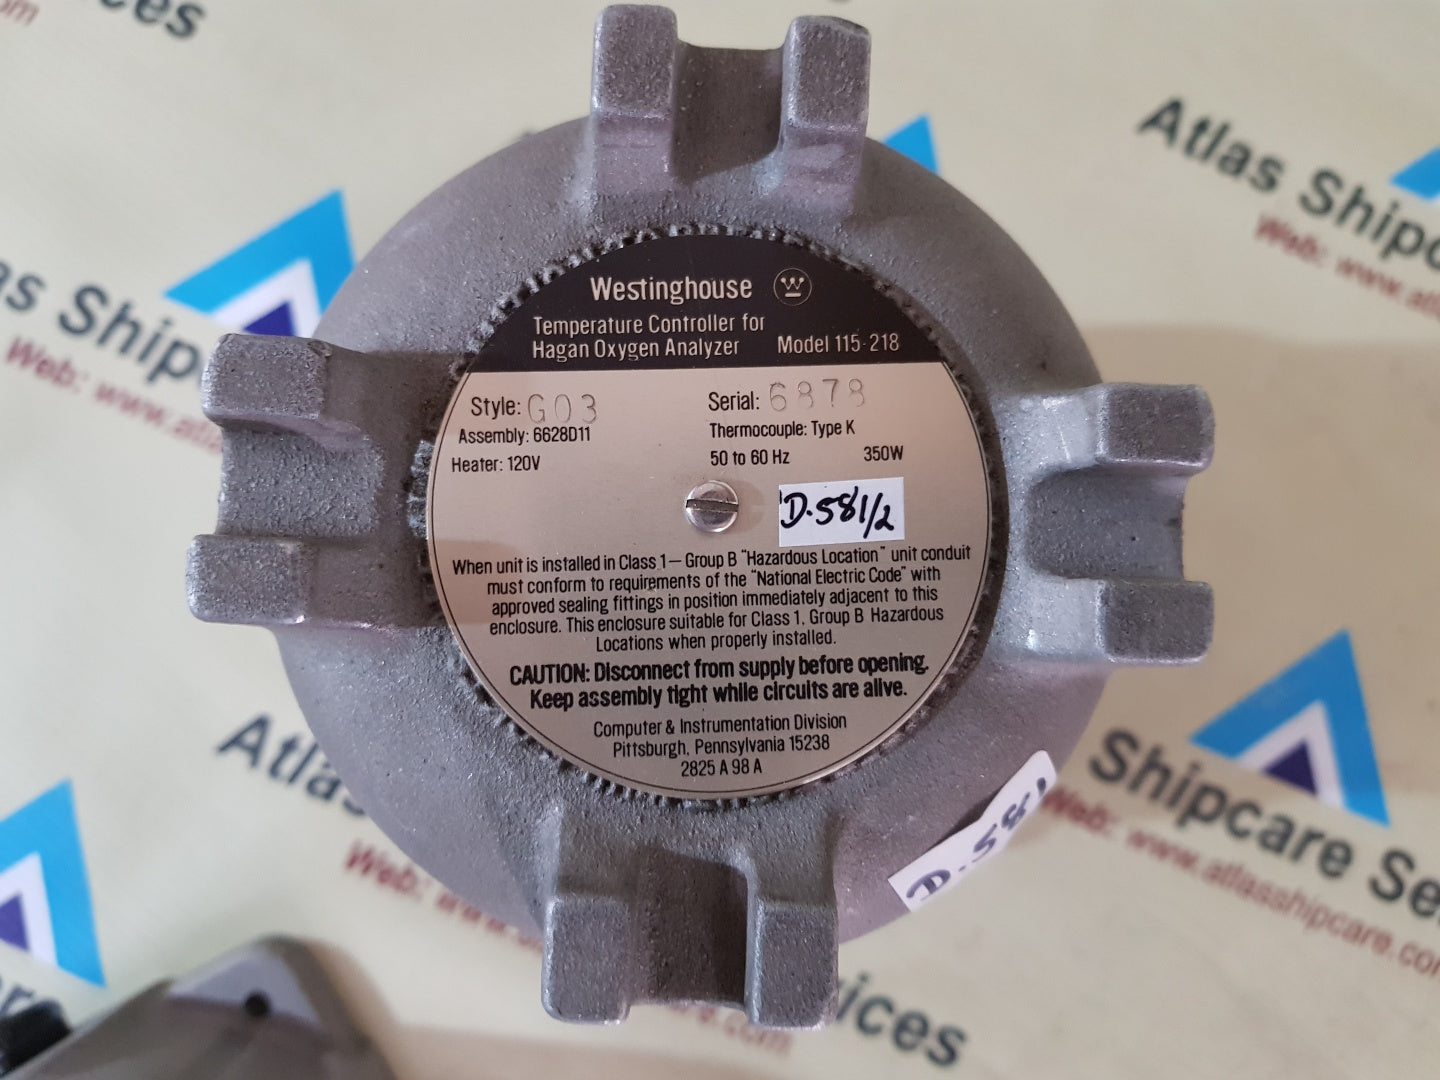 Westinghouse
Temperature Controller for
Hagan Oxygen Analyzer Model 115-218
Style: G03 Serial: 6878
Assembly: 6628D11 Thermocouple: Type K
Heater: 120V 50 to 60 Hz 350W
D.581/2
When unit is installed in Class 1—Group B "Hazardous Location" unit conduit
must conform to requirements of the "National Electric Code" with
approved sealing fittings in position immediately adjacent to this
enclosure. This enclosure suitable for Class 1, Group B Hazardous
Locations when properly installed.
CAUTION: Disconnect from supply before opening.
Keep assembly tight while circuits are alive.
Computer & Instrumentation Division
Pittsburgh, Pennsylvania 15238
2825 A 98 A
D.581
Atlas
Web:
Shipcare
Web: www.atlasshipcare.com